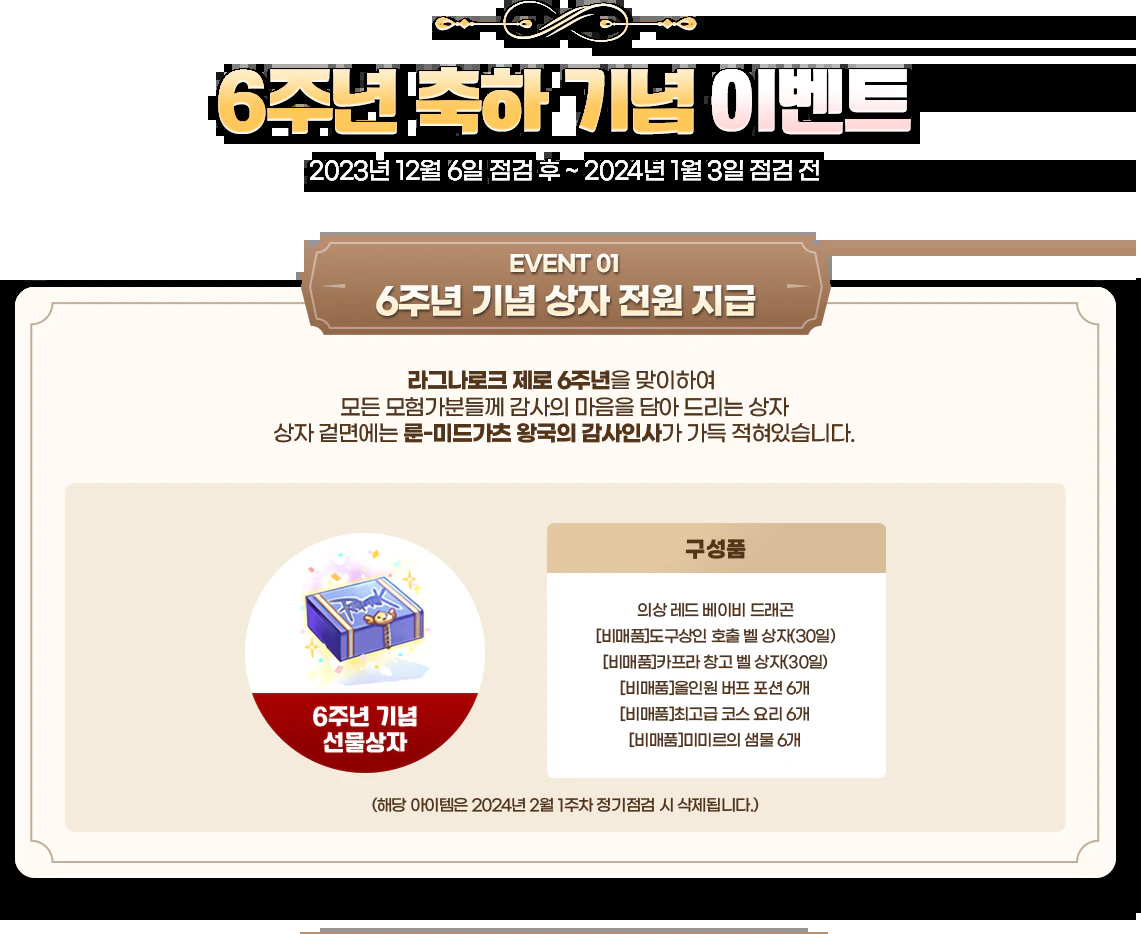 6주년 축하 기념 이벤트
2023년 12월 6일 점검 후 ~ 2024년 1월 3일 점검 전
EVENT 01
6주년 기념 상자 전원 지급
라그나로크 제로 6주년을 맞이하여
모든 모험가분들께 감사의 마음을 담아 드리는 상자
상자 겉면에는 룬-미드가츠 왕국의 감사인사가 가득 적혀있습니다.
6주년 기념
선물상자
구성품
의상 레드 베이비 드래곤
[비매품]도구상인 호출 벨 상자(30일)
[비매품]카프라 창고 벨 상자(30일)
[비매품]올인원 버프 포션 6개
[비매품]최고급 코스 요리 6개
[비매품]미미르의 샘물 6개
(해당 아이템은 2024년 2월 1주차 정기점검 시 삭제됩니다.)